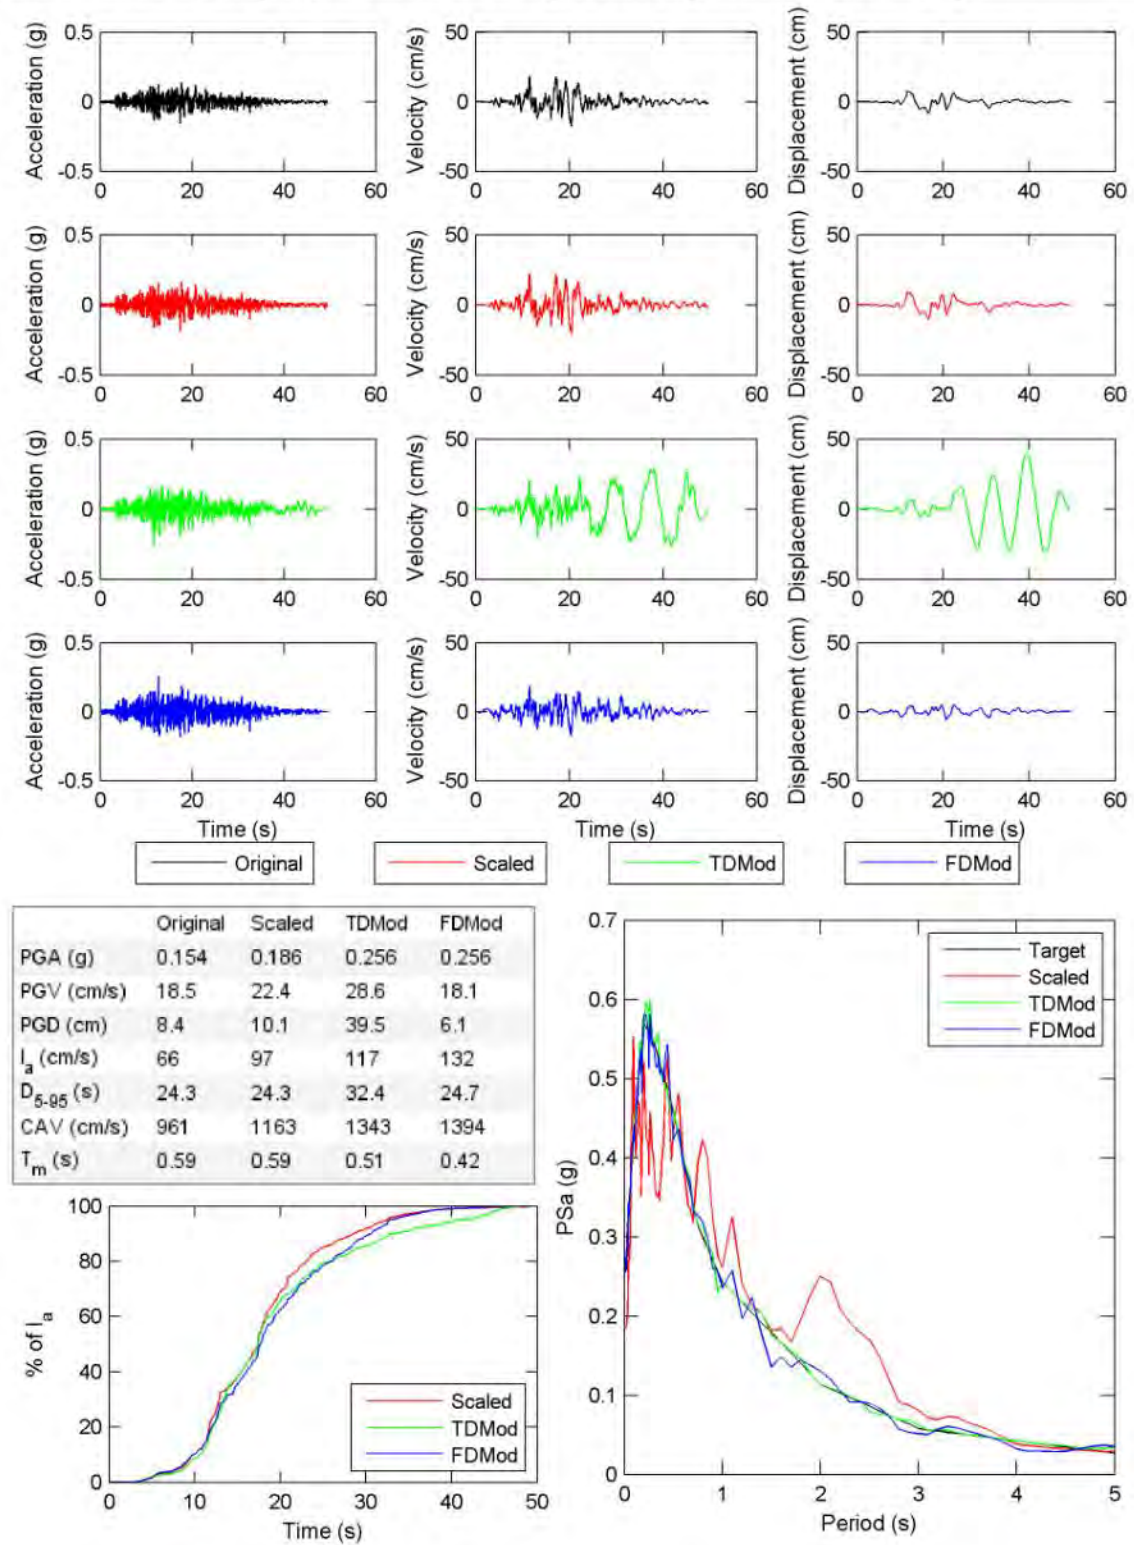 Acceleration (g)
0.5
0
-0.5
0 20 40 60
Velocity (cm/s)
50
0
-50
0 20 40 60
Displacement (cm)
50
0
-50
0 20 40 60
Acceleration (g)
0.5
0
-0.5
0 20 40 60
Velocity (cm/s)
50
0
-50
0 20 40 60
Displacement (cm)
50
0
-50
0 20 40 60
Acceleration (g)
0.5
0
-0.5
0 20 40 60
Velocity (cm/s)
50
0
-50
0 20 40 60
Displacement (cm)
50
0
-50
0 20 40 60
Acceleration (g)
0.5
0
-0.5
0 20 40 60
Time (s)
Velocity (cm/s)
50
0
-50
0 20 40 60
Time (s)
Displacement (cm)
50
0
-50
0 20 40 60
Time (s)
Original Scaled TDMod FDMod
Original Scaled TDMod FDMod
PGA (g) 0.154 0.186 0.256 0.256
PGV (cm/s) 18.5 22.4 28.6 18.1
PGD (cm) 8.4 10.1 39.5 6.1
Ia (cm/s) 66 97 117 132
D5-95 (s) 24.3 24.3 32.4 24.7
CAV (cm/s) 961 1163 1343 1394
Tm (s) 0.59 0.59 0.51 0.42
% of Ia
100
80
60
40
20
0
0 10 20 30 40 50
Time (s)
Scaled
TDMod
FDMod
PSa (g)
0.7
0.6
0.5
0.4
0.3
0.2
0.1
0
0 1 2 3 4 5
Period (s)
Target
Scaled
TDMod
FDMod